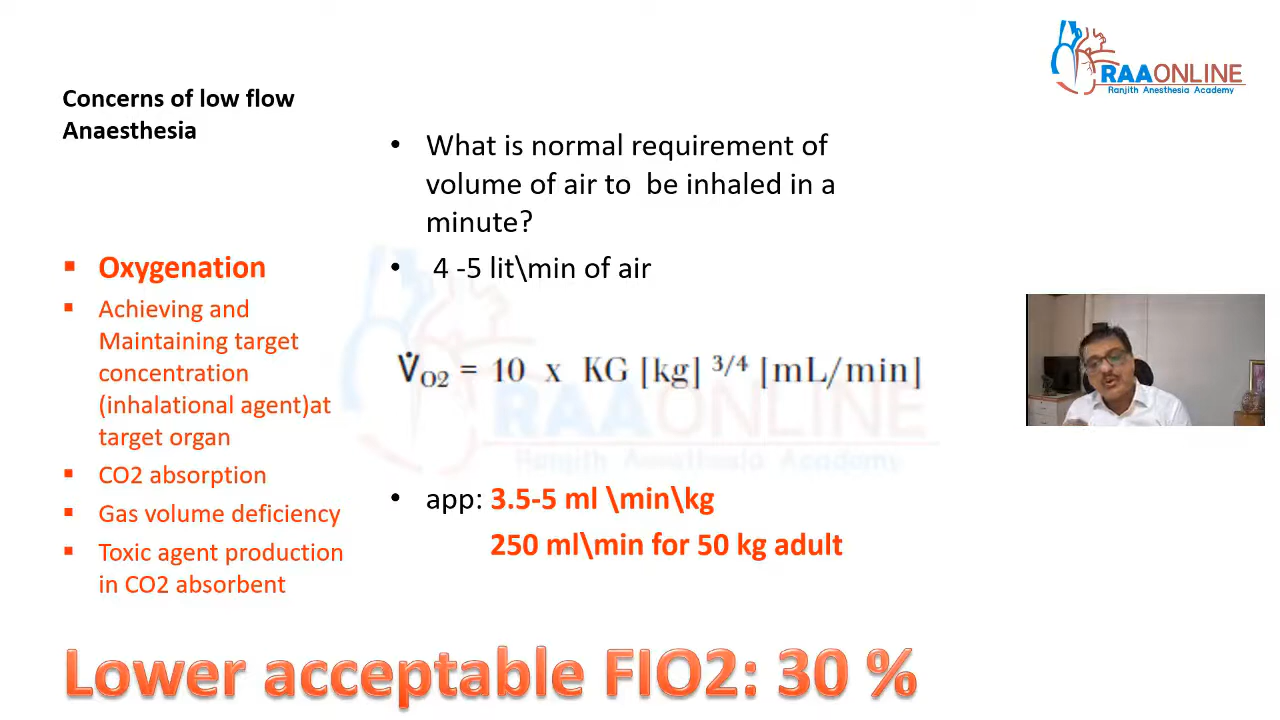 RAAONLINE
Ranjith Anesthesia Academy
Concerns of low flow
Anaesthesia
▪ Oxygenation
▪ Achieving and
Maintaining target
concentration
(inhalational agent)at
target organ
▪ CO2 absorption
▪ Gas volume deficiency
▪ Toxic agent production
in CO2 absorbent
• What is normal requirement of
volume of air to be inhaled in a
minute?
• 4 -5 lit\min of air
V̇O2 = 10 x KG [kg] 3/4 [mL/min]
RAAONLINE
Ranjith Anesthesia Academy
• app: 3.5-5 ml \min\kg
250 ml\min for 50 kg adult
Lower acceptable FIO2: 30 %